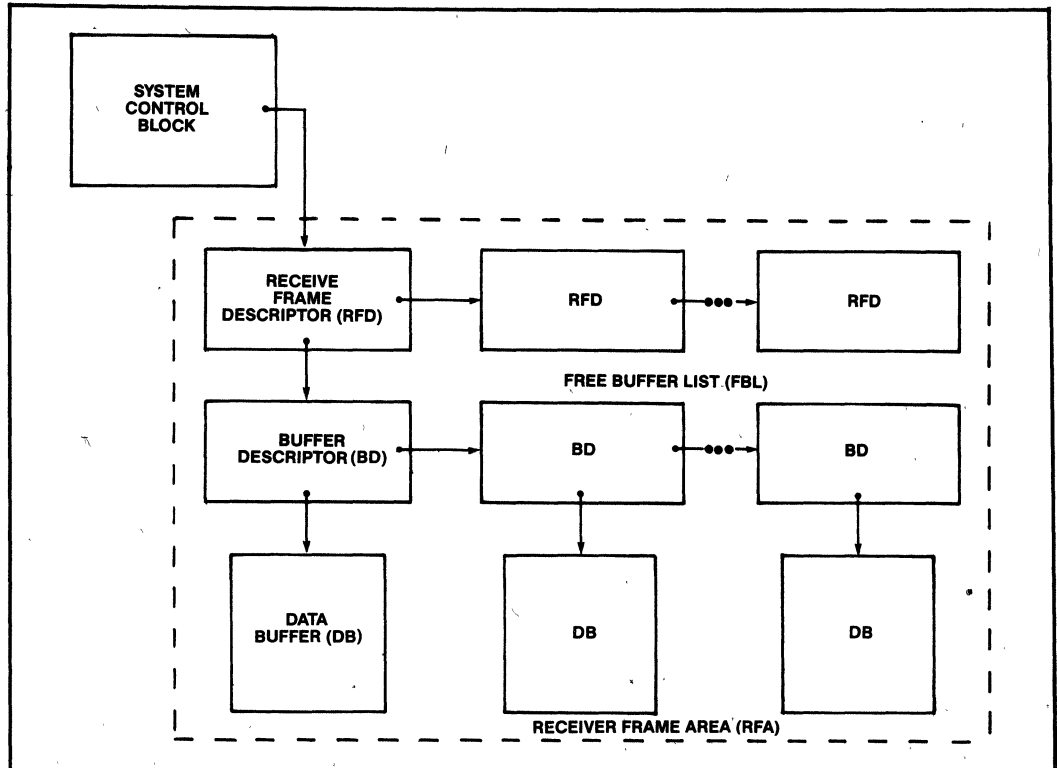 SYSTEM
CONTROL
BLOCK
RECEIVE
FRAME
DESCRIPTOR (RFD)
RFD
RFD
FREE BUFFER LIST (FBL)
BUFFER
DESCRIPTOR (BD)
BD
BD
DATA
BUFFER (DB)
DB
DB
RECEIVER FRAME AREA (RFA)